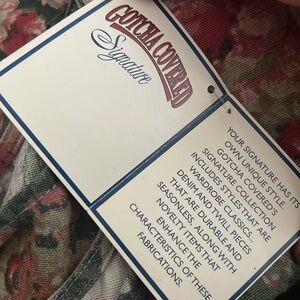 GOTCHA COVERED
Signature
YOUR SIGNATURE HAS ITS
OWN UNIQUE STYLE.
GOTCHA COVERED
SIGNATURE COLLECTION
INCLUDES STYLES THAT ARE
WARDROBE CLASSICS.
DENIM AND TWILL PIECES
THAT ARE DURABLE AND
SEASONLESS, ALONG WITH
NOVELTY ITEMS THAT
ENHANCE THE
CHARACTERISTICS OF THESE
FABRICATIONS.